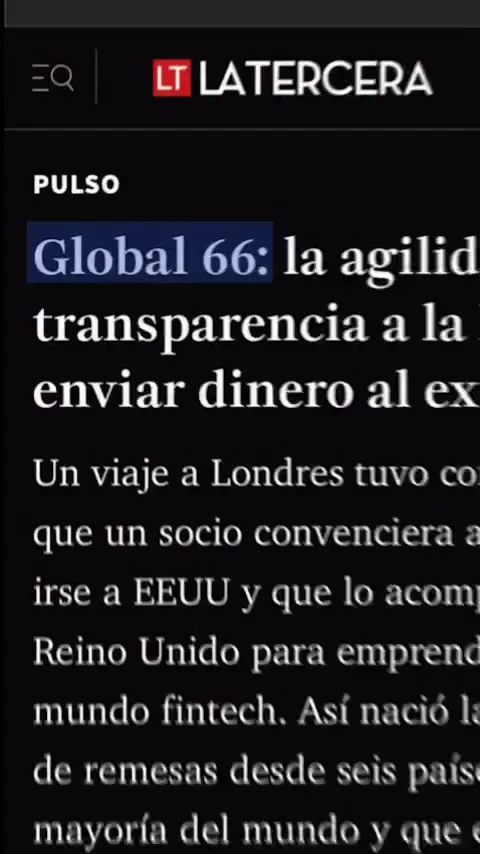 LT LATERCERA
PULSO
Global 66: la agilid
transparencia a la
enviar dinero al ex
Un viaje a Londres tuvo co
que un socio convenciera a
irse a EEUU y que lo acomp
Reino Unido para emprend
mundo fintech. Así nació la
de remesas desde seis paíse
mayoría del mundo y que e